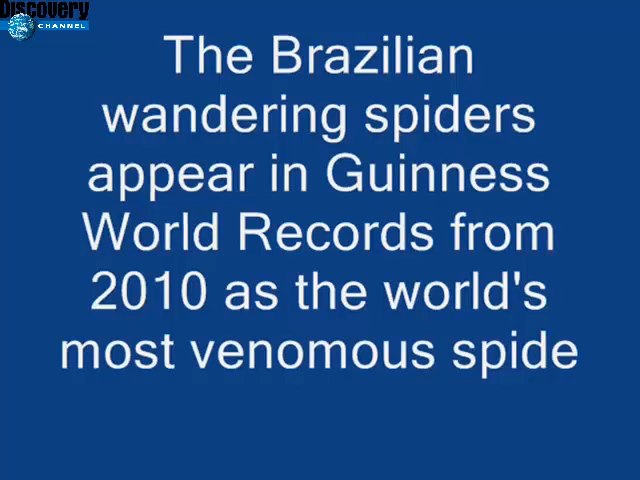 Discovery
CHANNEL
The Brazilian
wandering spiders
appear in Guinness
World Records from
2010 as the world's
most venomous spide